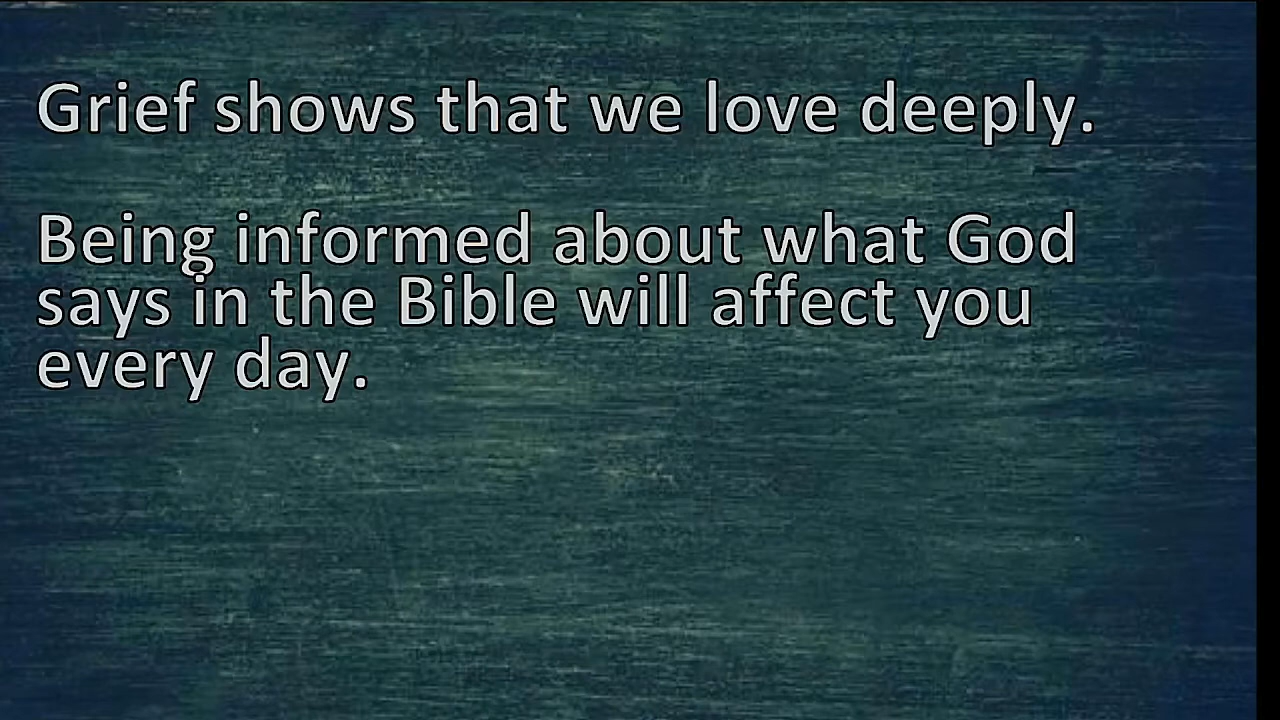 Grief shows that we love deeply.
Being informed about what God
says in the Bible will affect you
every day.